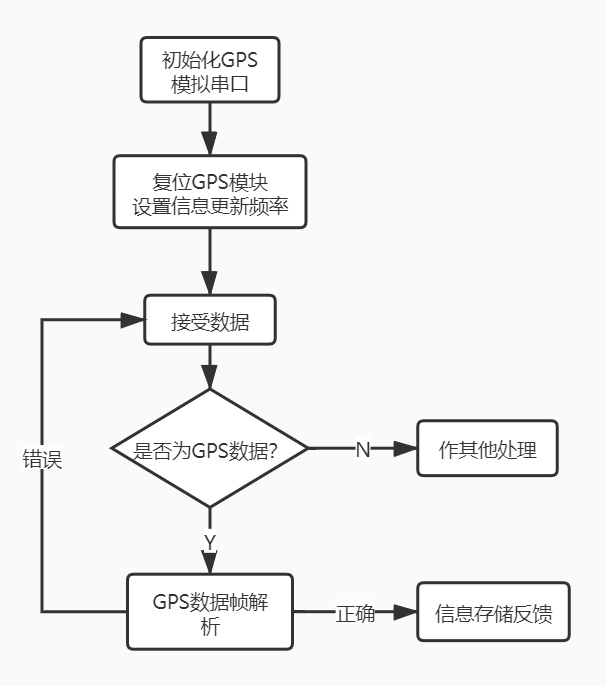 初始化GPS
模拟串口
复位GPS模块
设置信息更新频率
接受数据
是否为GPS数据?
N
作其他处理
错误
Y
GPS数据帧解
析
正确
信息存储反馈